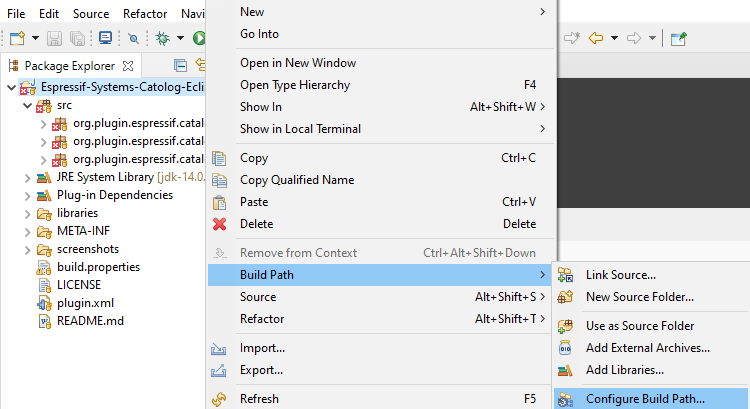 File Edit Source Refactor Navi
Package Explorer
Espressif-Systems-Catolog-Ecli
src
org.plugin.espressif.catal
org.plugin.espressif.catal
org.plugin.espressif.catal
JRE System Library [jdk-14.0.
Plug-in Dependencies
libraries
META-INF
screenshots
build.properties
LICENSE
plugin.xml
README.md
New
Go Into
Open in New Window
Open Type Hierarchy F4
Show In Alt+Shift+W
Show in Local Terminal
Copy Ctrl+C
Copy Qualified Name
Paste Ctrl+V
Delete Delete
Remove from Context Ctrl+Alt+Shift+Down
Build Path
Source Alt+Shift+S
Refactor Alt+Shift+T
Import...
Export...
Refresh F5
Link Source...
New Source Folder...
Use as Source Folder
Add External Archives...
Add Libraries...
Configure Build Path...